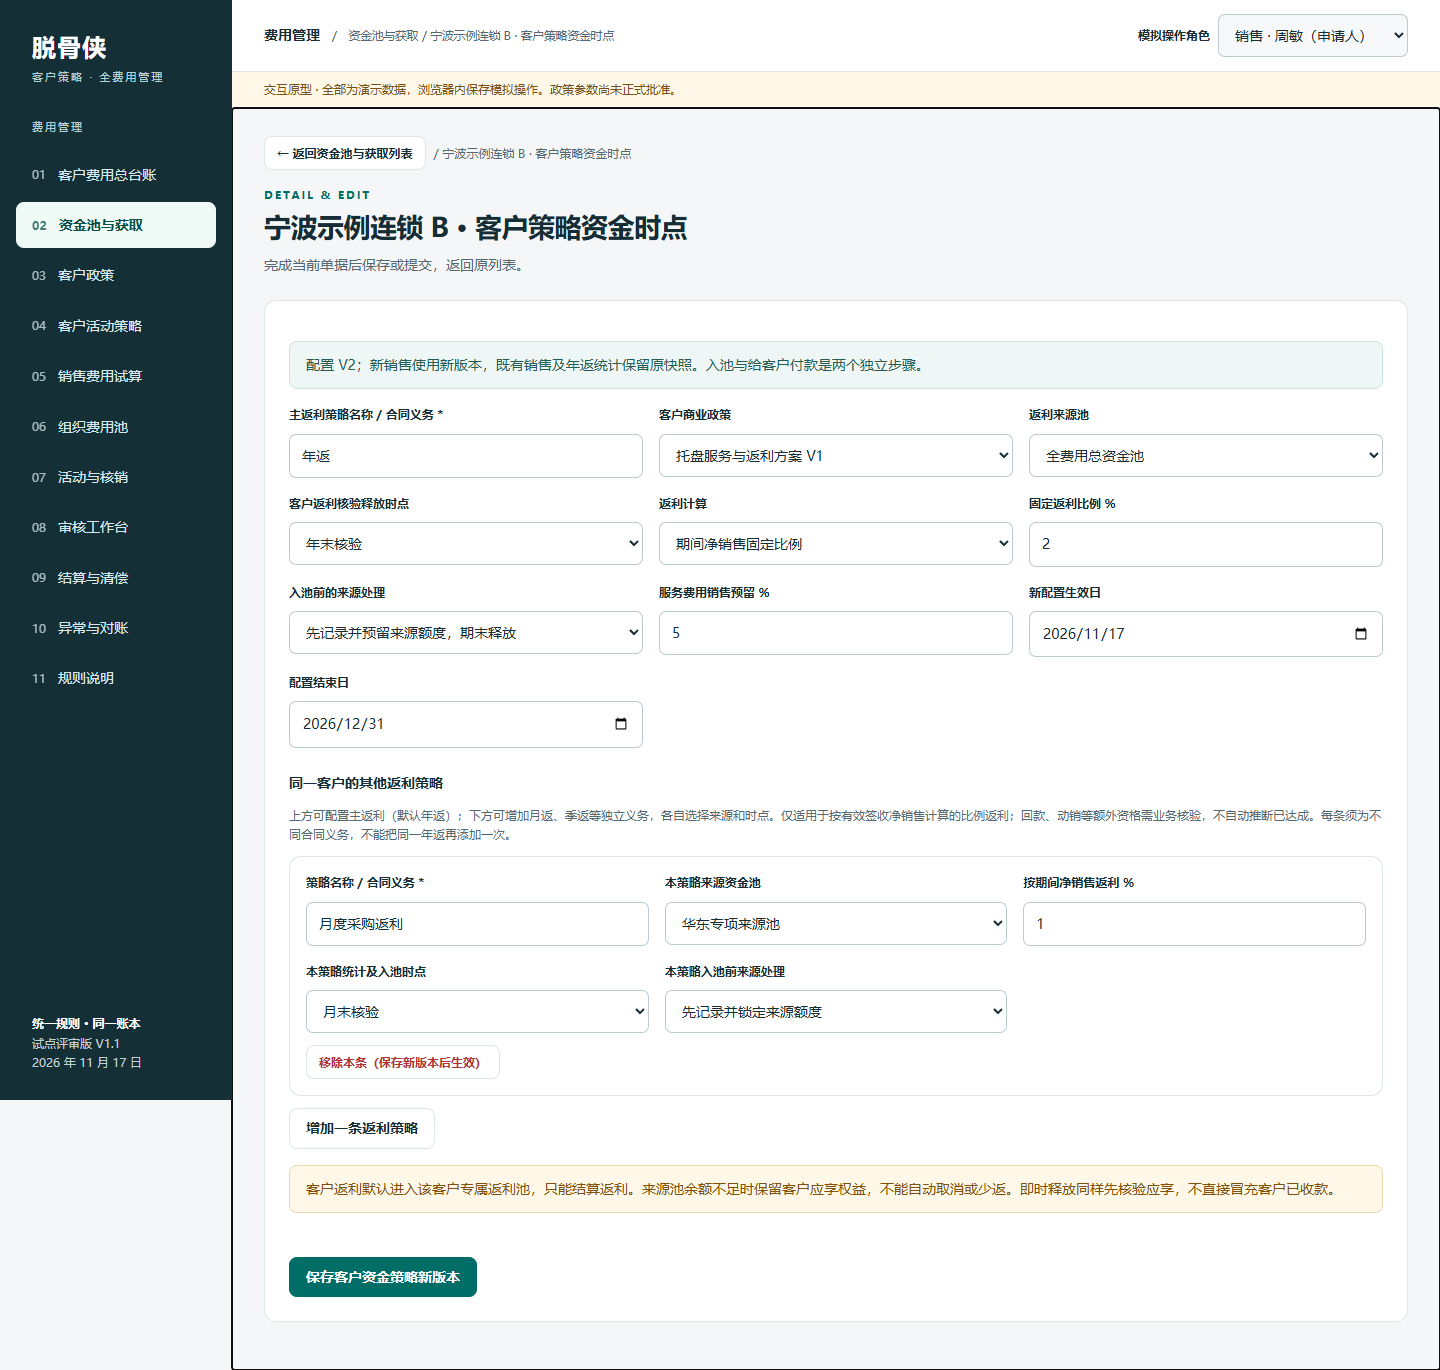 脱骨侠
客户策略 · 全费用管理
费用管理
01 客户费用总台账
02 资金池与获取
03 客户政策
04 客户活动策略
05 销售费用试算
06 组织费用池
07 活动与核销
08 审核工作台
09 结算与清偿
10 异常与对账
11 规则说明
统一规则 • 同一账本
试点评审版 V1.1
2026 年 11 月 17 日
费用管理 / 资金池与获取 / 宁波示例连锁 B · 客户策略资金时点
模拟操作角色 销售 · 周敏（申请人）
交互原型 · 全部为演示数据，浏览器内保存模拟操作。政策参数尚未正式批准。
← 返回资金池与获取列表 / 宁波示例连锁 B · 客户策略资金时点
DETAIL & EDIT
宁波示例连锁 B • 客户策略资金时点
完成当前单据后保存或提交，返回原列表。
配置 V2；新销售使用新版本，既有销售及年返统计保留原快照。入池与给客户付款是两个独立步骤。
主返利策略名称 / 合同义务 * 客户商业政策 返利来源池
年返 托盘服务与返利方案 V1 全费用总资金池
客户返利核验释放时点 返利计算 固定返利比例 %
年末核验 期间净销售固定比例 2
入池前的来源处理 服务费用销售预留 % 新配置生效日
先记录并预留来源额度，期末释放 5 2026/11/17
配置结束日
2026/12/31
同一客户的其他返利策略
上方可配置主返利（默认年返）；下方可增加月返、季返等独立义务，各自选择来源和时点。仅适用于按有效签收净销售计算的比例返利；回款、动销等额外资格需业务核验，不自动推断已达成。每条须为不
同合同义务，不能把同一年返再添加一次。
策略名称 / 合同义务 * 本策略来源资金池 按期间净销售返利 %
月度采购返利 华东专项来源池 1
本策略统计及入池时点 本策略入池前来源处理
月末核验 先记录并锁定来源额度
移除本条（保存新版本后生效）
增加一条返利策略
客户返利默认进入该客户专属返利池，只能结算返利。来源池余额不足时保留客户应享权益，不能自动取消或少返。即时释放同样先核验应享，不直接冒充客户已收款。
保存客户资金策略新版本